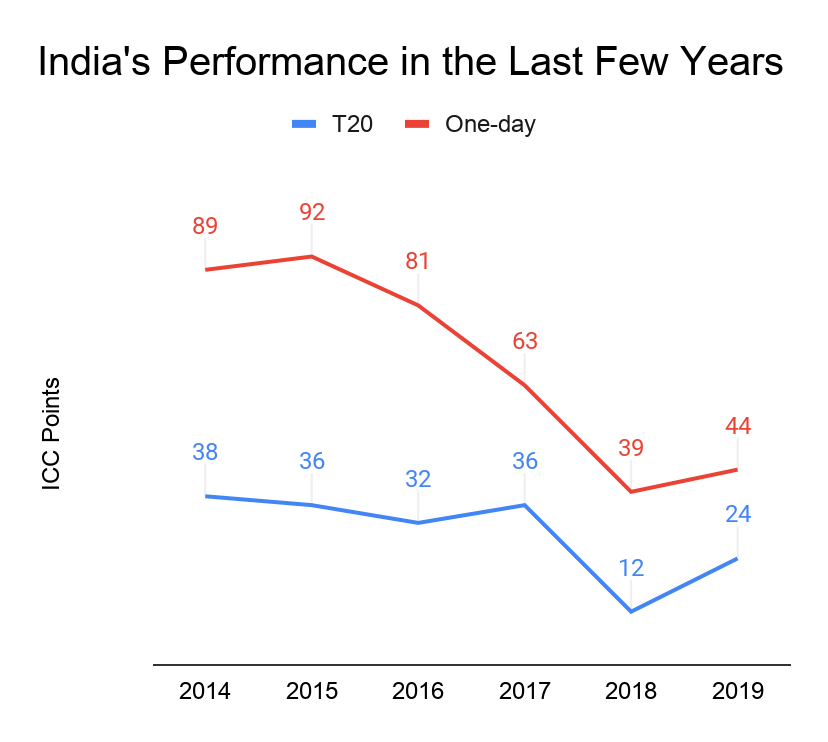 India's Performance in the Last Few Years
T20 One-day
89 92 81 63 39 44
38 36 32 36 12 24
ICC Points
2014 2015 2016 2017 2018 2019